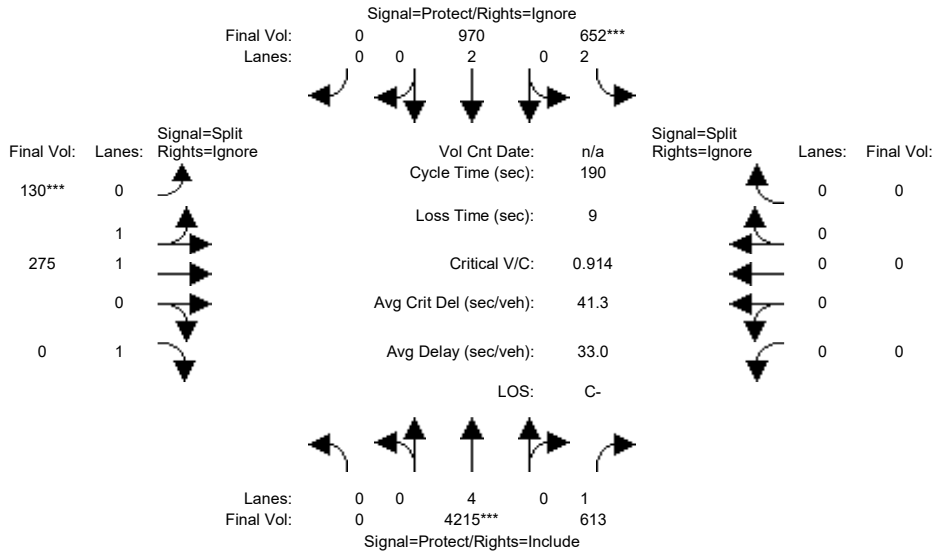 Signal=Protect/Rights=Ignore
Final Vol: 0 970 652***
Lanes: 0 0 2 0 2
Signal=Split
Final Vol: Lanes: Rights=Ignore
Vol Cnt Date: n/a
Signal=Split
Rights=Ignore Lanes: Final Vol:
Cycle Time (sec): 190
130*** 0
0 0
Loss Time (sec): 9
1
0
275 1
Critical V/C: 0.914
0 0
0
Avg Crit Del (sec/veh): 41.3
0
0 1
Avg Delay (sec/veh): 33.0
0 0
LOS: C-
Lanes: 0 0 4 0 1
Final Vol: 0 4215*** 613
Signal=Protect/Rights=Include